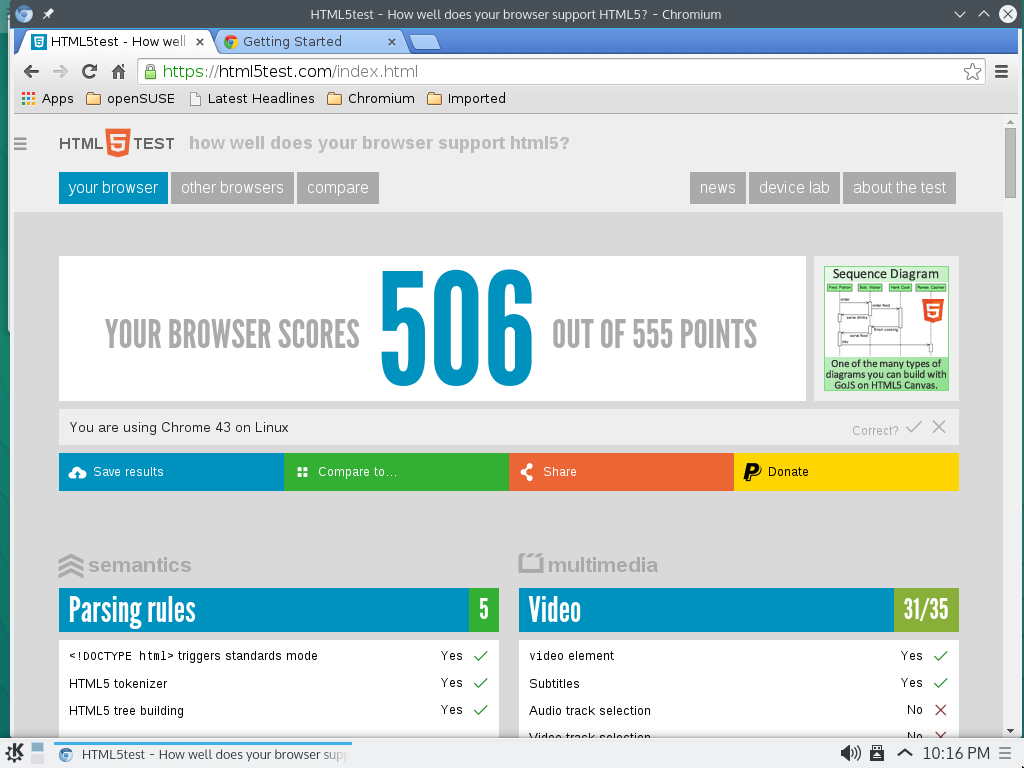 HTML5test - How well does your browser support HTML5? - Chromium
HTML5test - How well
Getting Started
https://html5test.com/index.html
Apps openSUSE Latest Headlines Chromium Imported
HTML 5 TEST how well does your browser support html5?
your browser other browsers compare news device lab about the test
YOUR BROWSER SCORES 506 OUT OF 555 POINTS
Sequence Diagram
Fred: Patron Bob: Waiter Hank: Cook Renee: Cashier
order
order food
serve drinks
finish cooking
serve food
pay
5
One of the many types of
diagrams you can build with
GoJS on HTML5 Canvas.
You are using Chrome 43 on Linux Correct?
Save results Compare to... Share Donate
semantics multimedia
Parsing rules 5 Video 31/35
<!DOCTYPE html> triggers standards mode Yes video element Yes
HTML5 tokenizer Yes Subtitles Yes
HTML5 tree building Yes Audio track selection No
Video track selection No
HTML5test - How well does your browser supp
10:16 PM